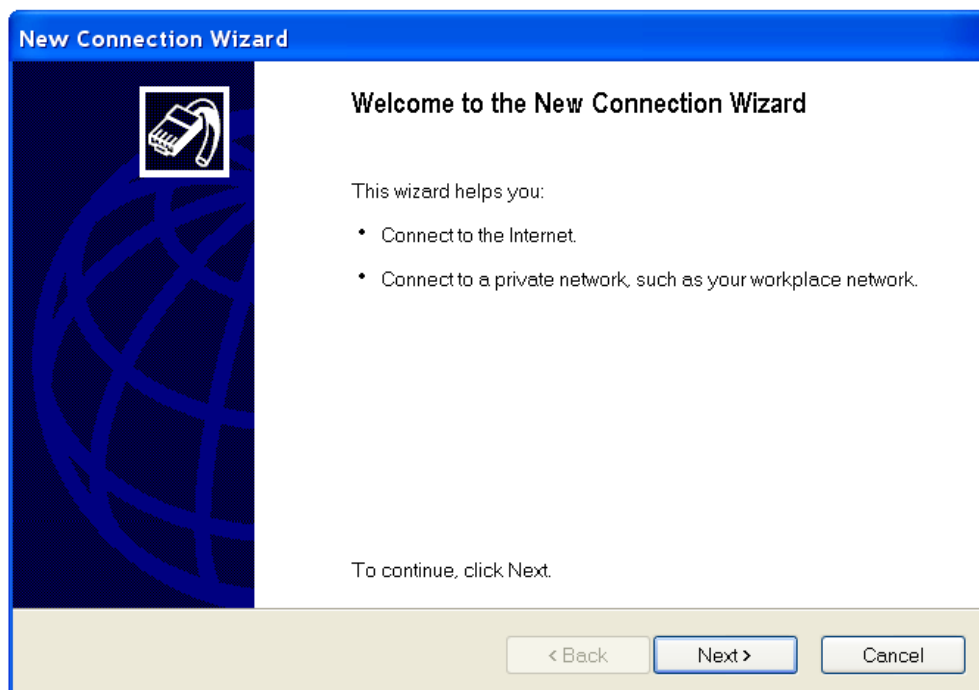 New Connection Wizard
Welcome to the New Connection Wizard
This wizard helps you:
• Connect to the Internet.
• Connect to a private network, such as your workplace network.
To continue, click Next.
< Back
Next >
Cancel